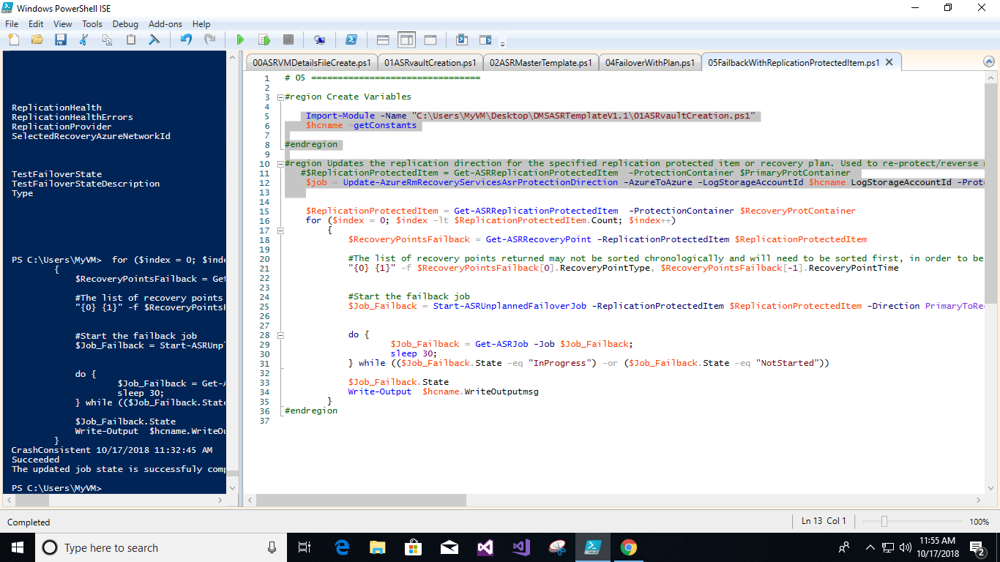 Windows PowerShell ISE
File Edit View Tools Debug Add-ons Help
00ASRVMDetailsFileCreate.ps1 01ASRvaultCreation.ps1 02ASRMasterTemplate.ps1 04FailoverWithPlan.ps1 05FailbackWithReplicationProtectedItem.ps1
ReplicationHealth
ReplicationHealthErrors
ReplicationProvider
SelectedRecoveryAzureNetworkId
TestFailoverState
TestFailoverStateDescription
Type
PS C:\Users\MyVM>  for ($index = 0; $inde
{
$RecoveryPointsFailback = Get
#The list of recovery points
"{0} {1}" -f $RecoveryPointsF
#Start the failback job
$Job_Failback = Start-ASRUnpl
do {
$Job_Failback = Get-A
sleep 30;
} while (($Job_Failback.State
$Job_Failback.State
Write-Output  $hcname.WriteOu
}
CrashConsistent 10/17/2018 11:32:45 AM
Succeeded
The updated job state is successfuly comp
PS C:\Users\MyVM>
1 # 05 ================================
2
3 #region Create Variables
4
5 Import-Module -Name "C:\Users\MyVM\Desktop\DMSASRTemplateV1.1\01ASRvaultCreation.ps1"
6 $hcname =getConstants
7
8 #endregion
9
10 #region Updates the replication direction for the specified replication protected item or recovery plan. Used to re-protect/reverse
11 #$ReplicationProtectedItem = Get-ASRReplicationProtectedItem  -ProtectionContainer $PrimaryProtContainer
12 $job = Update-AzureRmRecoveryServicesAsrProtectionDirection -AzureToAzure -LogStorageAccountId $hcname.LogStorageAccountId -Prot
13
14
15 $ReplicationProtectedItem = Get-ASRReplicationProtectedItem  -ProtectionContainer $RecoveryProtContainer
16 for ($index = 0; $index -lt $ReplicationProtectedItem.Count; $index++)
17 {
18 $RecoveryPointsFailback = Get-ASRRecoveryPoint -ReplicationProtectedItem $ReplicationProtectedItem
19
20 #The list of recovery points returned may not be sorted chronologically and will need to be sorted first, in order to be
21 "{0} {1}" -f $RecoveryPointsFailback[0].RecoveryPointType, $RecoveryPointsFailback[-1].RecoveryPointTime
22
23
24 #Start the failback job
25 $Job_Failback = Start-ASRUnplannedFailoverJob -ReplicationProtectedItem $ReplicationProtectedItem -Direction PrimaryToRe
26
27
28 do {
29 $Job_Failback = Get-ASRJob -Job $Job_Failback;
30 sleep 30;
31 } while (($Job_Failback.State -eq "InProgress") -or ($Job_Failback.State -eq "NotStarted"))
32
33 $Job_Failback.State
34 Write-Output  $hcname.WriteOutputmsg
35 }
36 #endregion
37
Completed
Ln 13 Col 1
100%
Type here to search
11:55 AM
10/17/2018
2